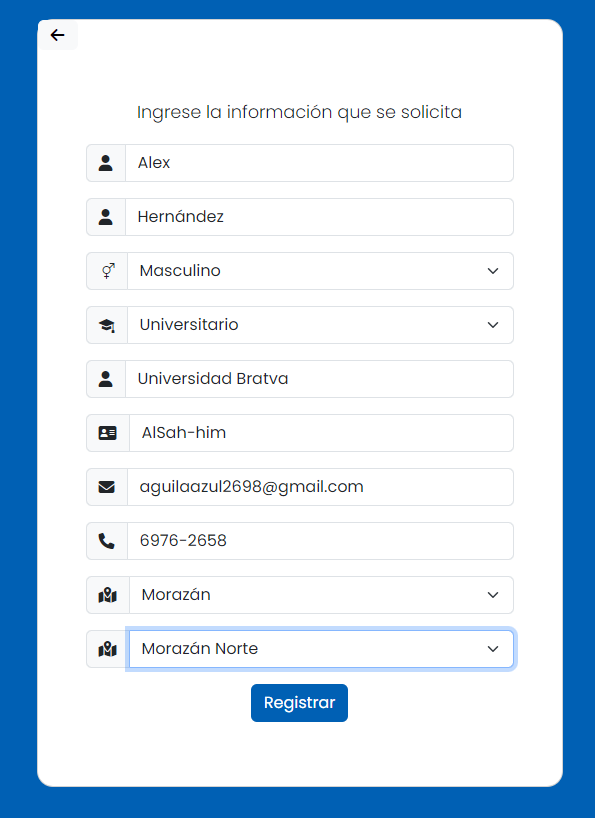 Ingrese la información que se solicita
Alex
Hernández
Masculino
Universitario
Universidad Bratva
AlSah-him
aguilaazul2698@gmail.com
6976-2658
Morazán
Morazán Norte
Registrar